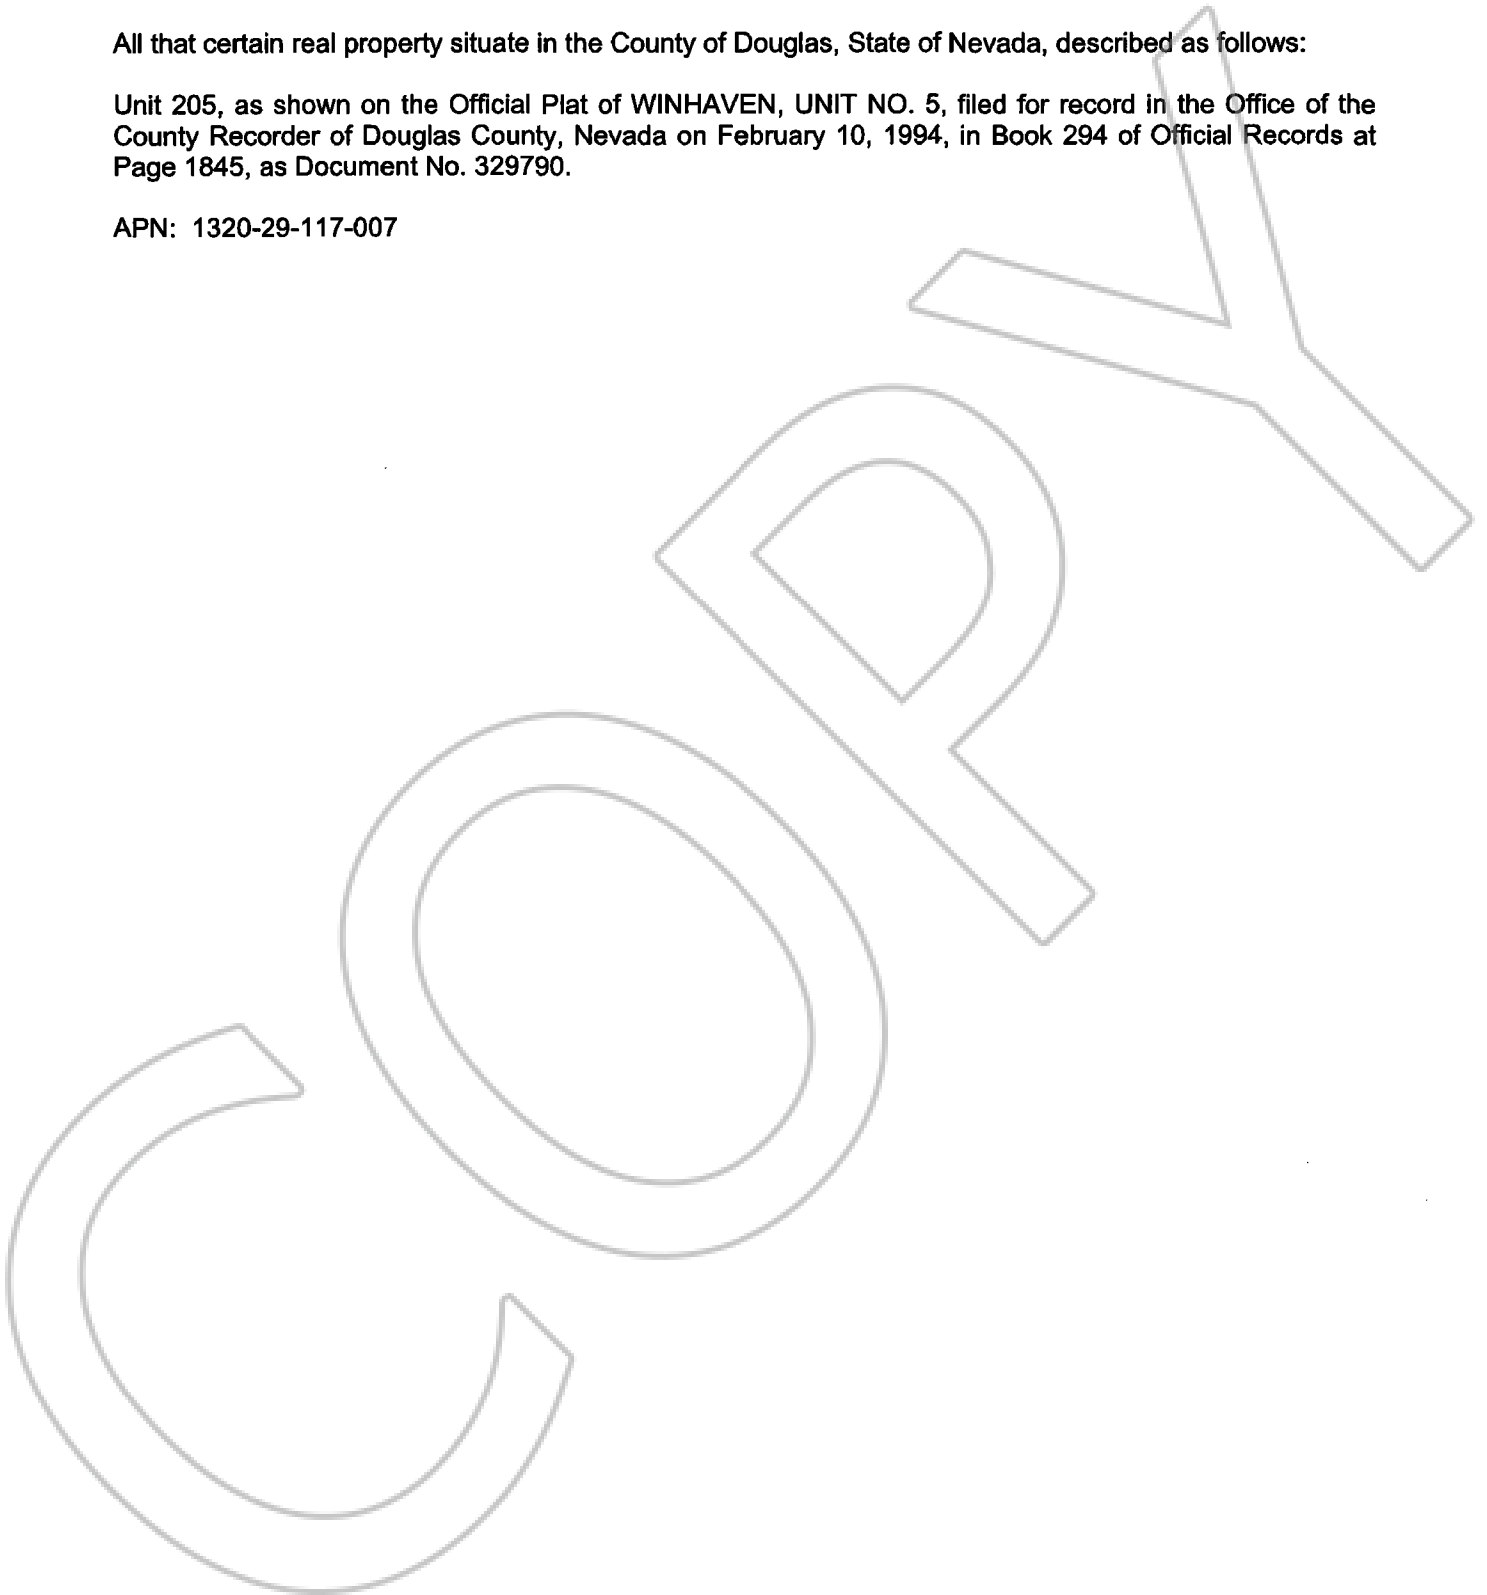 All that certain real property situate in the County of Douglas, State of Nevada, described as follows:
Unit 205, as shown on the Official Plat of WINHAVEN, UNIT NO. 5, filed for record in the Office of the
County Recorder of Douglas County, Nevada on February 10, 1994, in Book 294 of Official Records at
Page 1845, as Document No. 329790.
APN: 1320-29-117-007
COPY